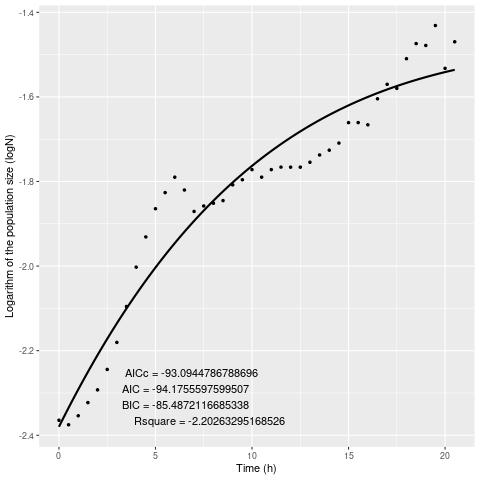 Logarithm of the population size (logN)
-1.4
-1.6
-1.8
-2.0
-2.2
-2.4
AICc = -93.0944786788696
AIC = -94.1755597599507
BIC = -85.4872116685338
Rsquare = -2.20263295168526
0 5 10 15 20
Time (h)